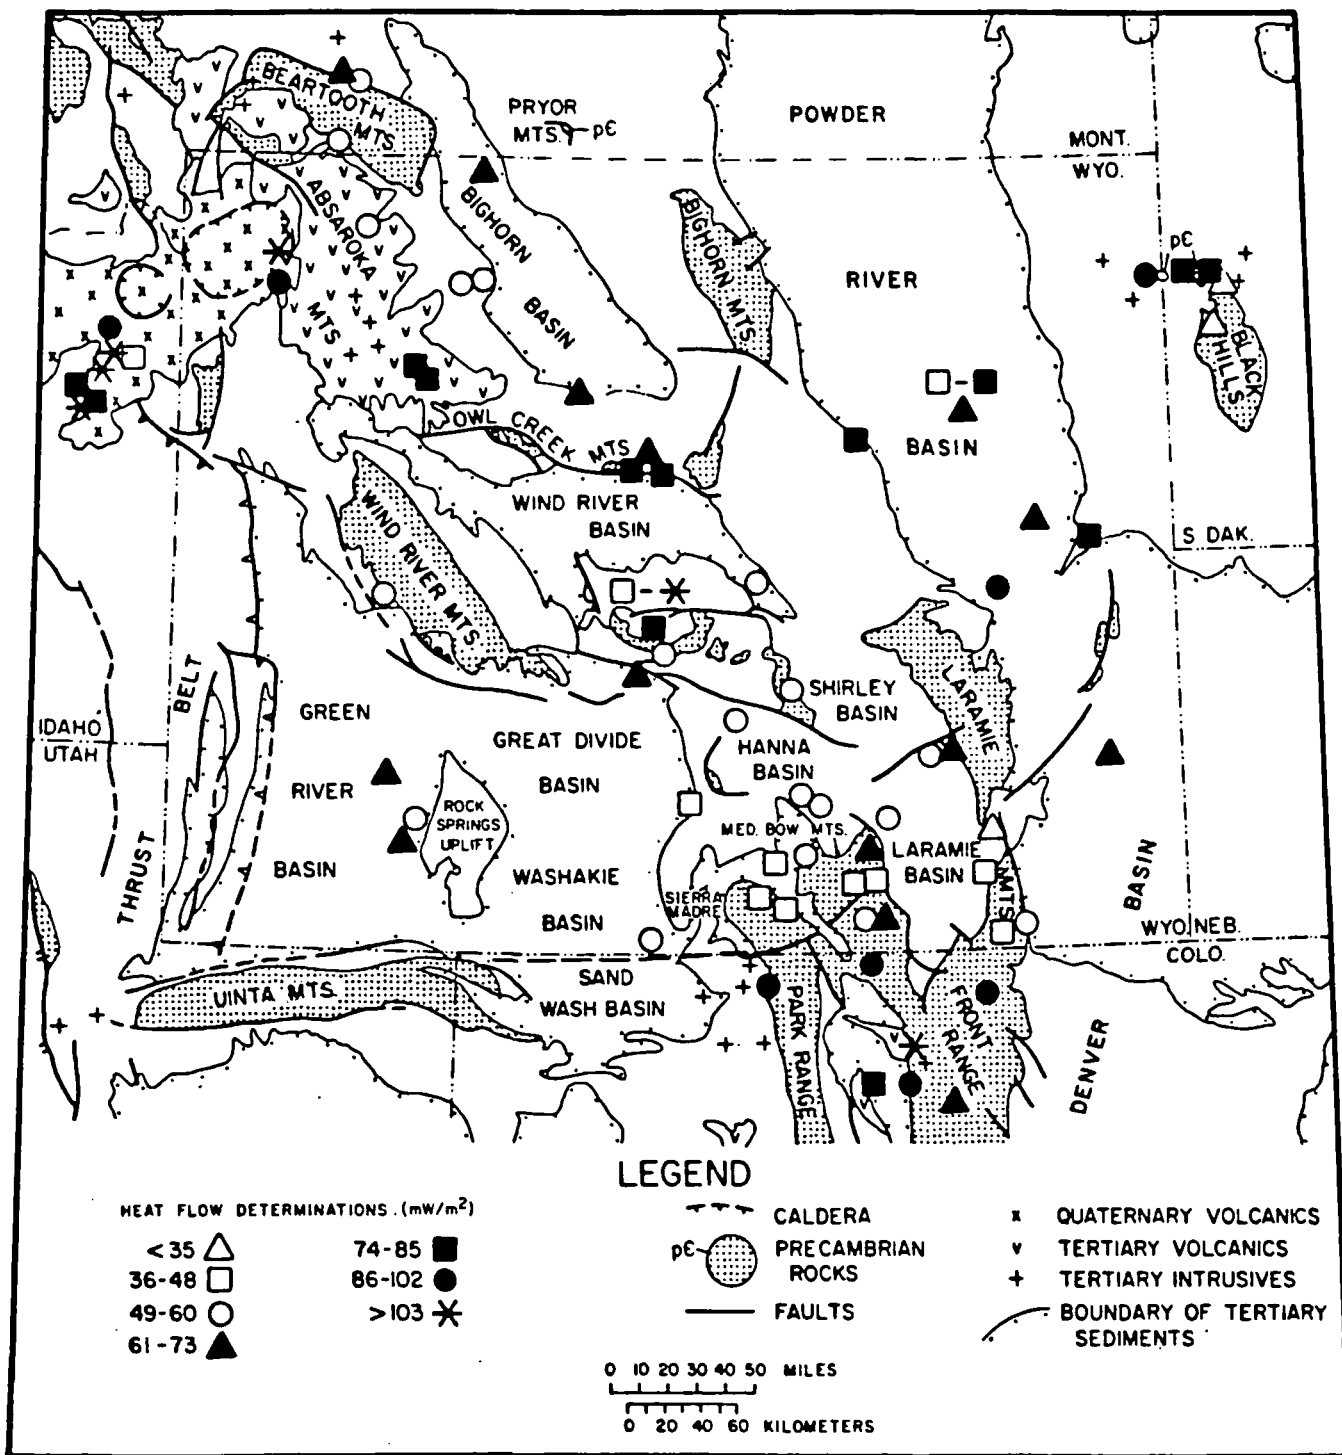 BEARTOOTH
MTS
PRYOR
MTS. p€
POWDER
MONT.
WYO.
ABSAROKA
MTS
BIGHORN
BASIN
BIGHORN MTS.
RIVER
BASIN
p€
BLACK
HILLS
OWL CREEK
MTS
WIND RIVER
BASIN
WIND RIVER MTS.
S DAK.
IDAHO
UTAH
THRUST
BELT
GREEN
RIVER
BASIN
GREAT DIVIDE
BASIN
ROCK
SPRINGS
UPLIFT
WASHAKIE
BASIN
SHIRLEY
BASIN
HANNA
BASIN
LARAMIE
MTS
MED. BOW MTS.
LARAMIE
BASIN
SIERRA
MADRE
WYO. NEB.
COLO.
UINTA MTS.
SAND
WASH BASIN
PARK RANGE
FRONT
RANGE
DENVER
BASIN
LEGEND
HEAT FLOW DETERMINATIONS. (mW/m²)
<35
36-48
49-60
61-73
74-85
86-102
>103
CALDERA
p€ PRECAMBRIAN
ROCKS
FAULTS
x QUATERNARY VOLCANICS
v TERTIARY VOLCANICS
+ TERTIARY INTRUSIVES
BOUNDARY OF TERTIARY
SEDIMENTS
0 10 20 30 40 50 MILES
0 20 40 60 KILOMETERS